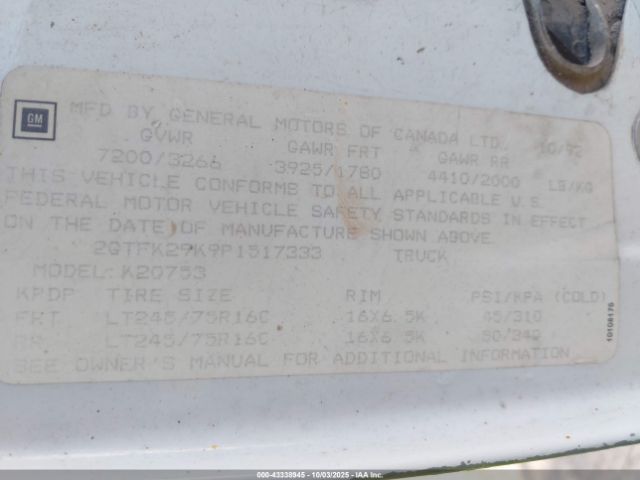 GM
MFD BY GENERAL MOTORS OF CANADA LTD. 10/92
GVWR GAWR FRT GAWR RR
7200/3266 3925/1780 4410/2000 LB/KG
THIS VEHICLE CONFORMS TO ALL APPLICABLE U.S.
FEDERAL MOTOR VEHICLE SAFETY STANDARDS IN EFFECT
ON THE DATE OF MANUFACTURE SHOWN ABOVE
2GTFK29K9P1517333 TRUCK
MODEL: K20753
KPDP TIRE SIZE RIM PSI/KPA (COLD)
FRT LT245/75R16C 16X6.5K 45/310
RR LT245/75R16C 16X6.5K 50/340
SEE OWNER'S MANUAL FOR ADDITIONAL INFORMATION
10108176
000-43338945 - 10/03/2025 - IAA Inc.